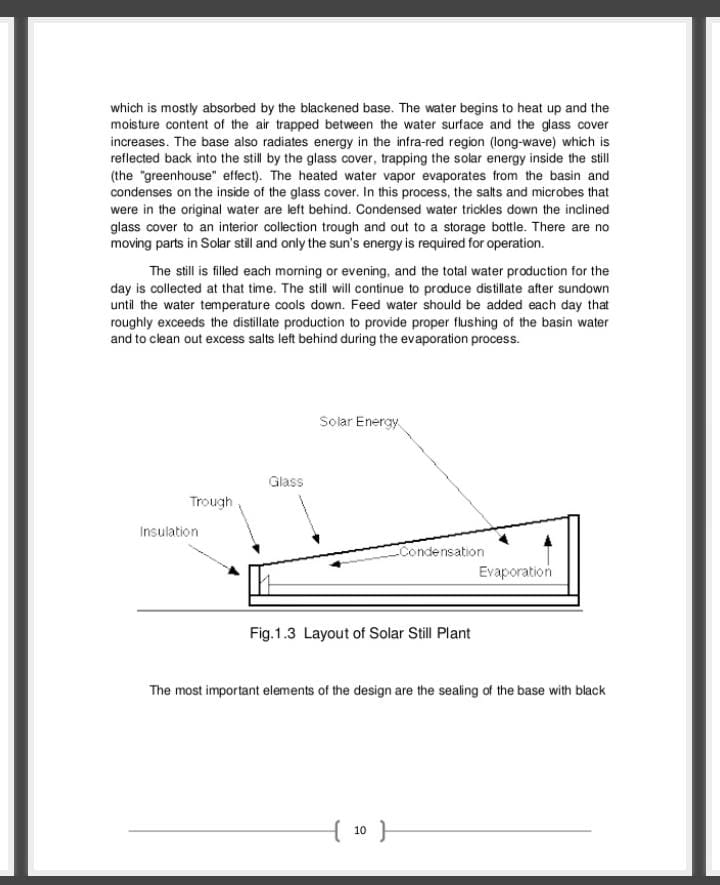 which is mostly absorbed by the blackened base. The water begins to heat up and the
moisture content of the air trapped between the water surface and the glass cover
increases. The base also radiates energy in the infra-red region (long-wave) which is
reflected back into the still by the glass cover, trapping the solar energy inside the still
(the "greenhouse" effect). The heated water vapor evaporates from the basin and
condenses on the inside of the glass cover. In this process, the salts and microbes that
were in the original water are left behind. Condensed water trickles down the inclined
glass cover to an interior collection trough and out to a storage bottle. There are no
moving parts in Solar still and only the sun's energy is required for operation.
The still is filled each morning or evening, and the total water production for the
day is collected at that time. The still will continue to produce distillate after sundown
until the water temperature cools down. Feed water should be added each day that
roughly exceeds the distillate production to provide proper flushing of the basin water
and to clean out excess salts left behind during the evaporation process.
Solar Energy
Glass
Trough
Insulation
Condensation
Evaporation
Fig.1.3 Layout of Solar Still Plant
The most important elements of the design are the sealing of the base with black
10